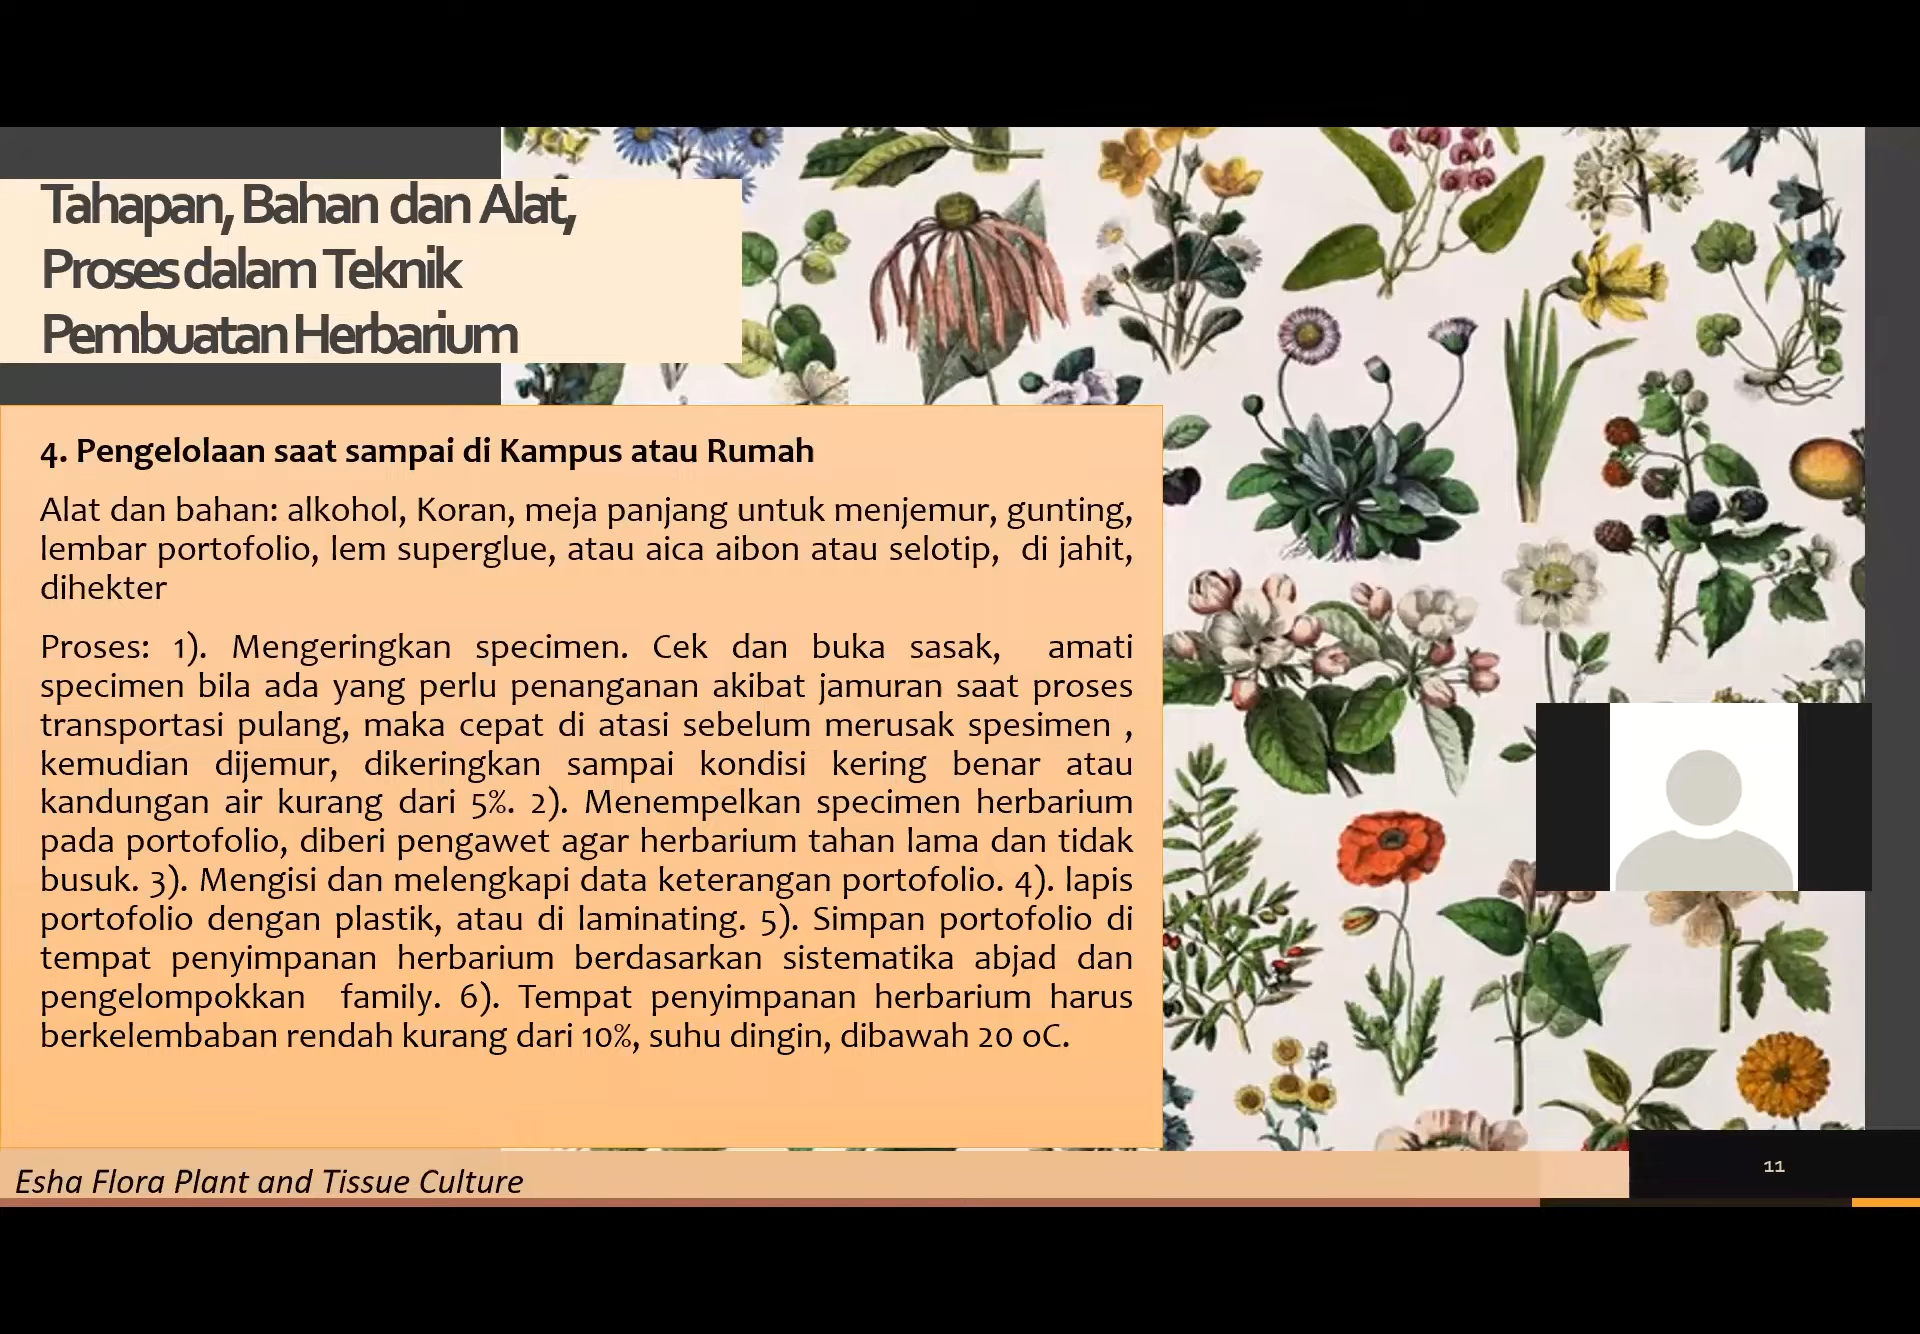 Tahapan, Bahan dan Alat,
Proses dalam Teknik
Pembuatan Herbarium
4. Pengelolaan saat sampai di Kampus atau Rumah
Alat dan bahan: alkohol, Koran, meja panjang untuk menjemur, gunting,
lembar portofolio, lem superglue, atau aica aibon atau selotip, di jahit,
dihekter
Proses: 1). Mengeringkan specimen. Cek dan buka sasak, amati
specimen bila ada yang perlu penanganan akibat jamuran saat proses
transportasi pulang, maka cepat di atasi sebelum merusak spesimen ,
kemudian dijemur, dikeringkan sampai kondisi kering benar atau
kandungan air kurang dari 5%. 2). Menempelkan specimen herbarium
pada portofolio, diberi pengawet agar herbarium tahan lama dan tidak
busuk. 3). Mengisi dan melengkapi data keterangan portofolio. 4). lapis
portofolio dengan plastik, atau di laminating. 5). Simpan portofolio di
tempat penyimpanan herbarium berdasarkan sistematika abjad dan
pengelompokkan family. 6). Tempat penyimpanan herbarium harus
berkelembaban rendah kurang dari 10%, suhu dingin, dibawah 20 oC.
Esha Flora Plant and Tissue Culture
11